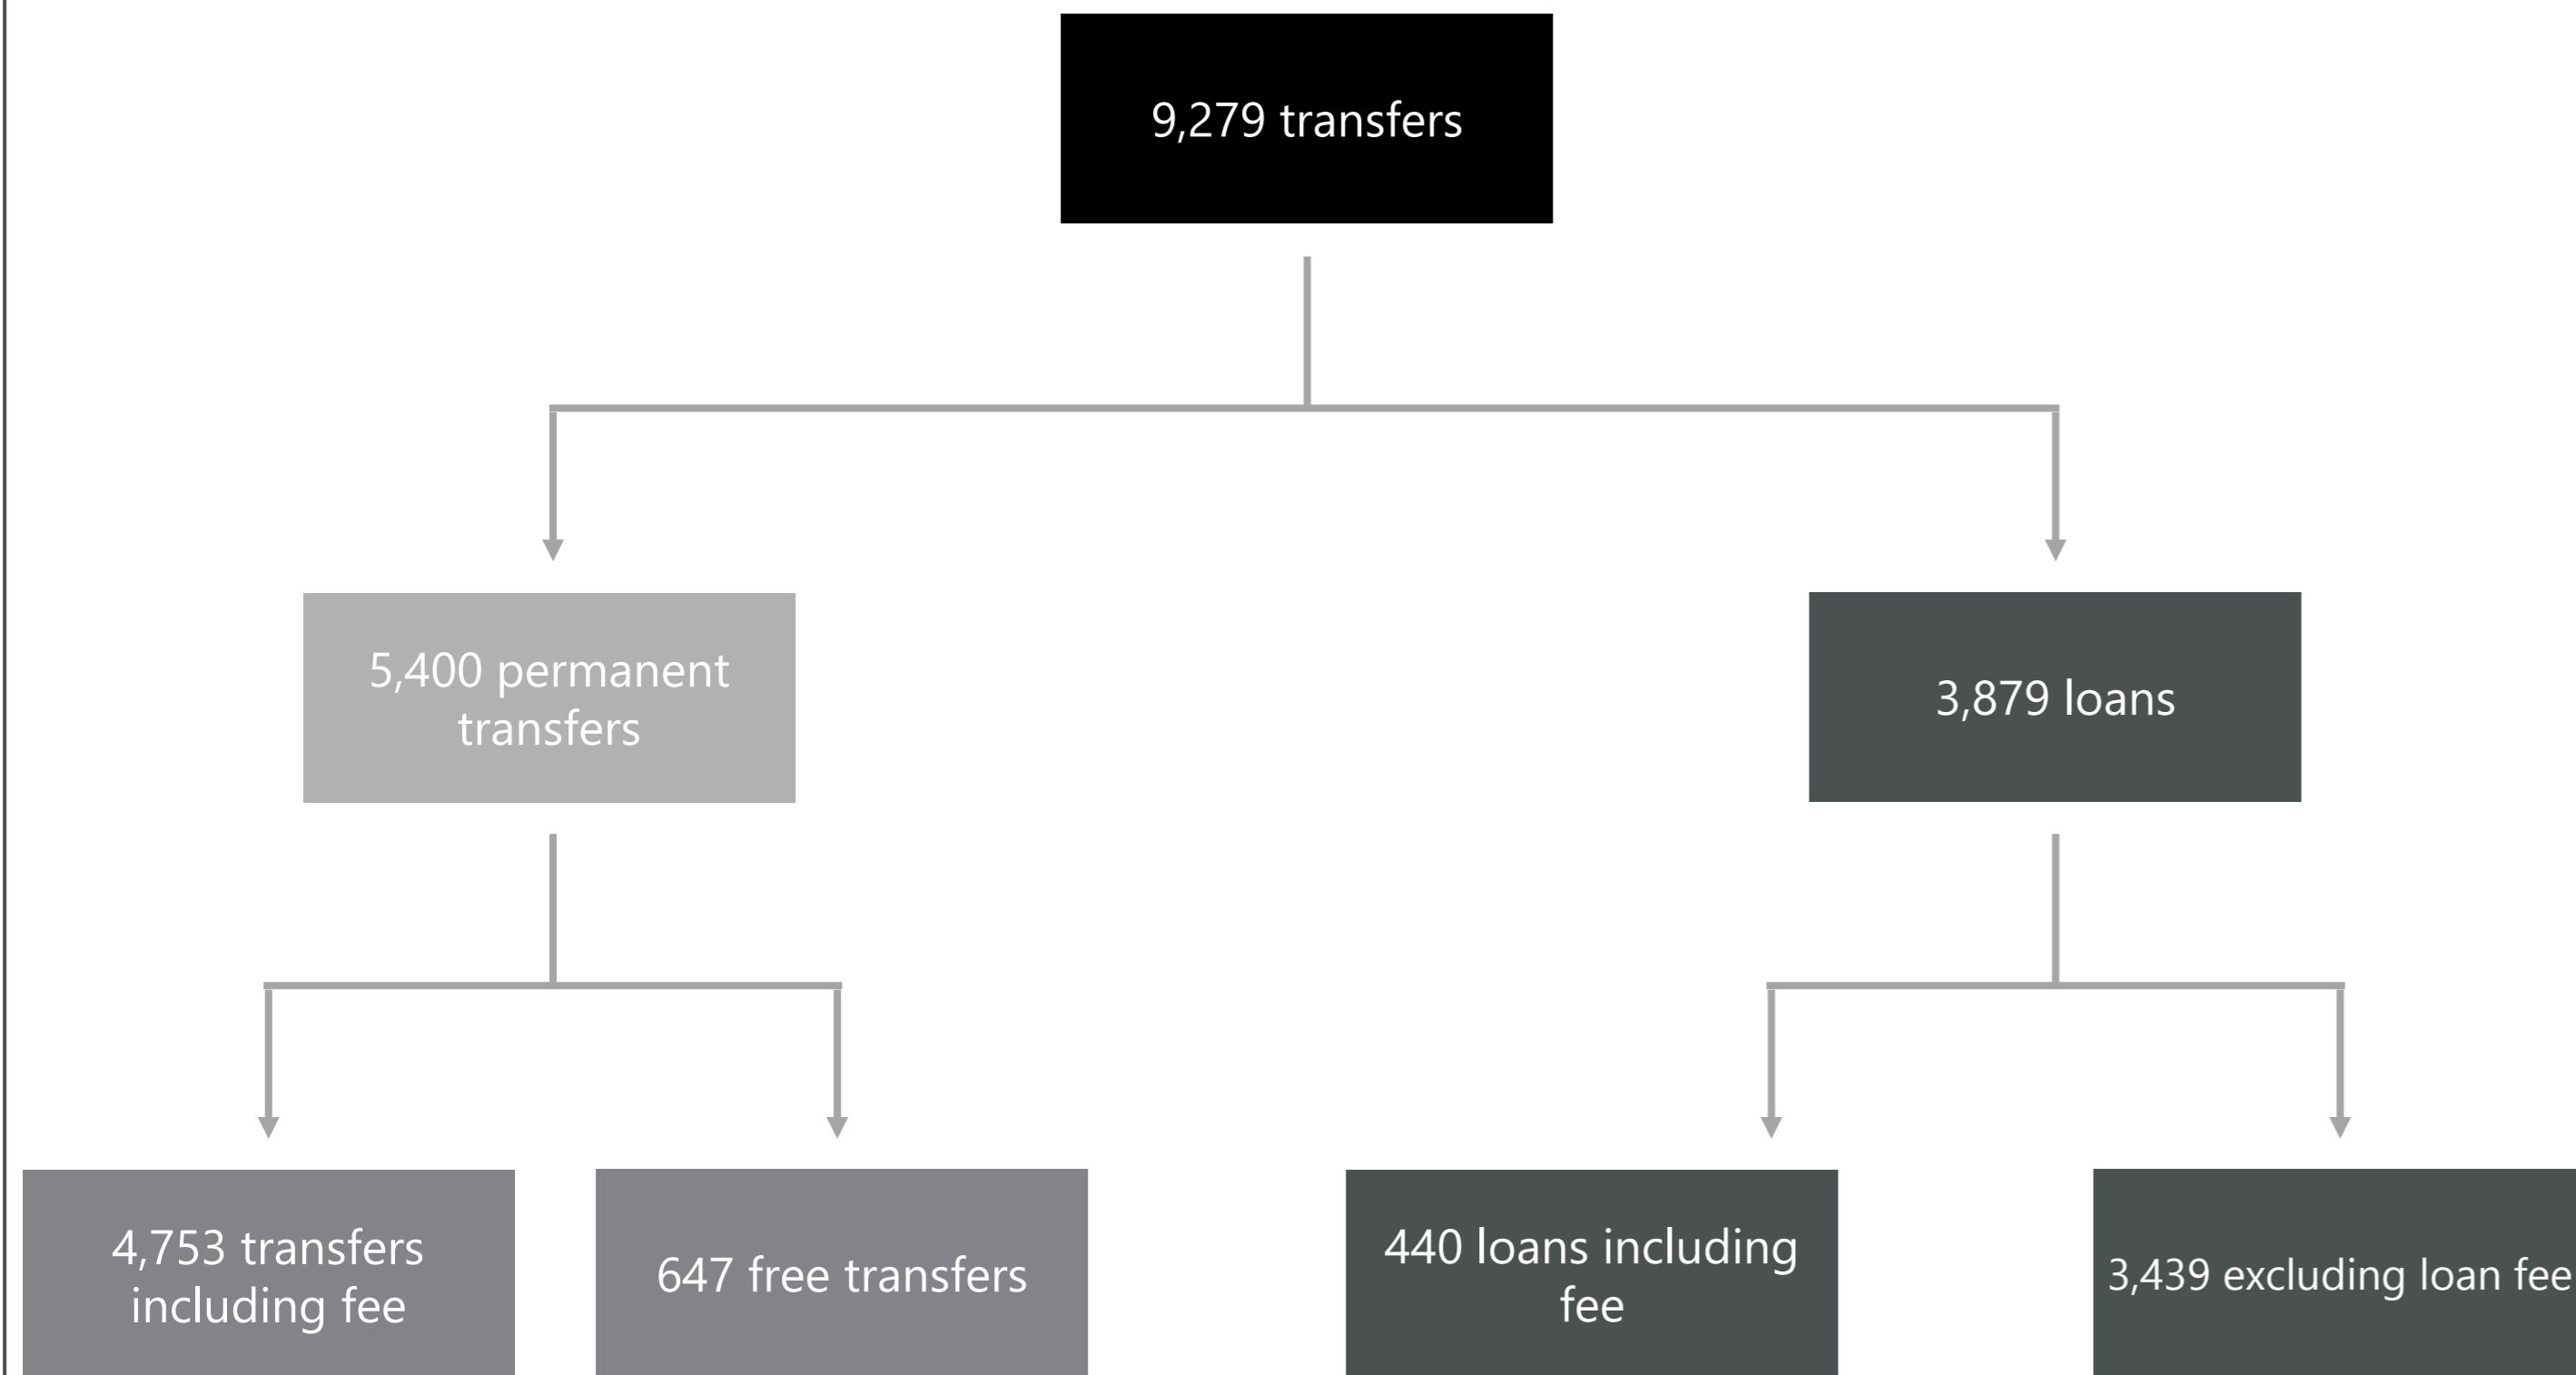 9,279 transfers
5,400 permanent
transfers
3,879 loans
4,753 transfers
including fee
647 free transfers
440 loans including
fee
3,439 excluding loan fee